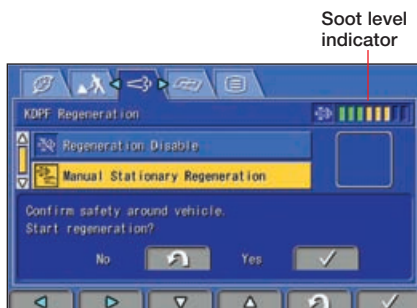 Soot level
indicator
KDPF Regeneration
Regeneration Disable
Manual Stationary Regeneration
Confirm safety around vehicle.
Start regeneration?
No Yes